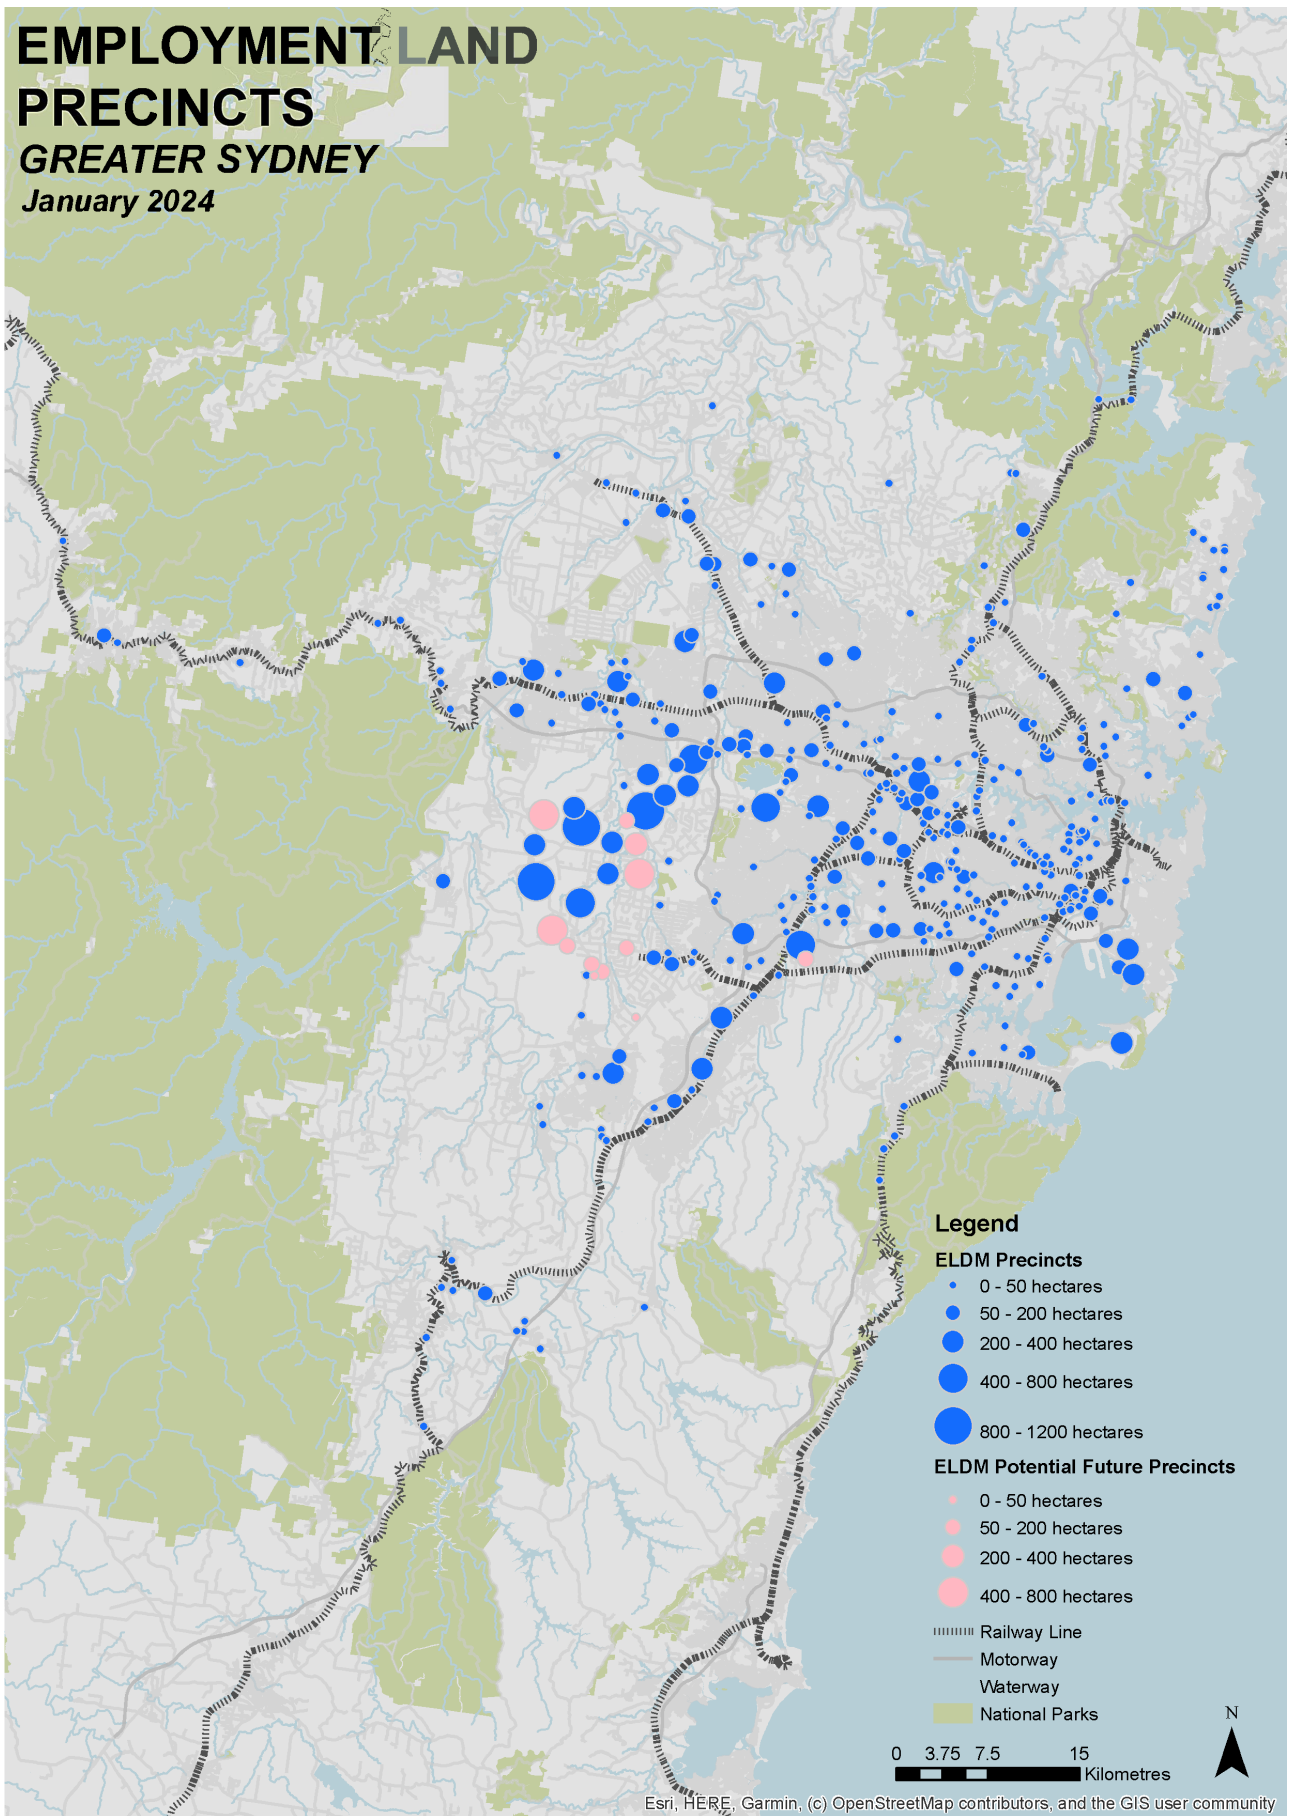 EMPLOYMENT LAND
PRECINCTS
GREATER SYDNEY
January 2024
Legend
ELDM Precincts
0 - 50 hectares
50 - 200 hectares
200 - 400 hectares
400 - 800 hectares
800 - 1200 hectares
ELDM Potential Future Precincts
0 - 50 hectares
50 - 200 hectares
200 - 400 hectares
400 - 800 hectares
Railway Line
Motorway
Waterway
National Parks
N
0 3.75 7.5 15
Kilometres
Esri, HERE, Garmin, (c) OpenStreetMap contributors, and the GIS user community